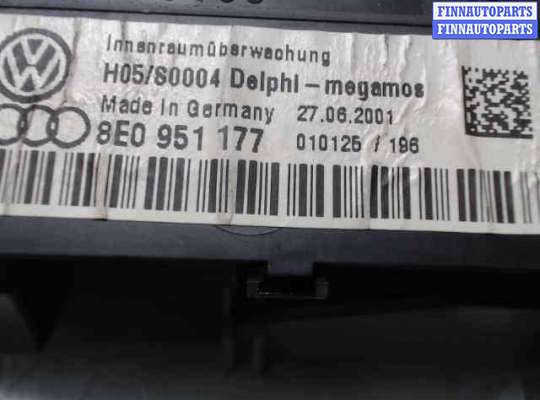 FINNAUTOPARTS
FINNAUTOPARTS
Innenraumüberwachung
H05/S0004 Delphi-megamos
Made in Germany 27.06.2001
8E0 951 177 010125 / 196